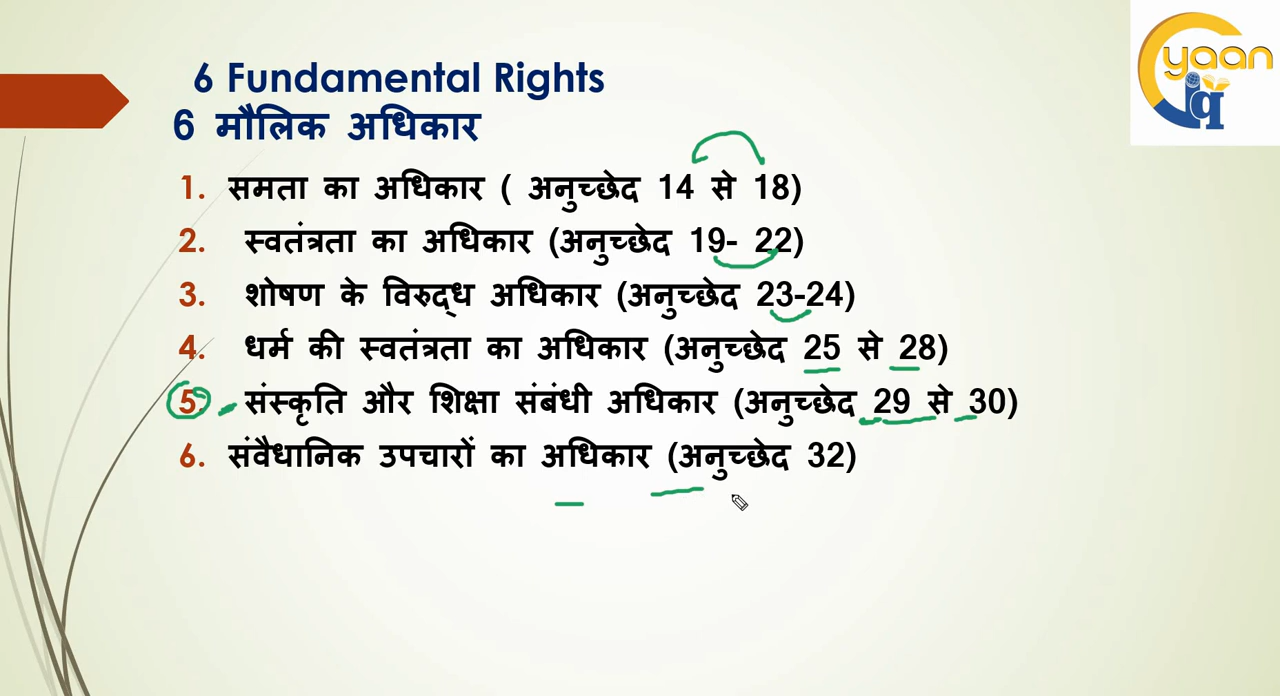 6 Fundamental Rights
6 मौलिक अधिकार
1. समता का अधिकार ( अनुच्छेद 14 से 18)
2. स्वतंत्रता का अधिकार (अनुच्छेद 19- 22)
3. शोषण के विरुद्ध अधिकार (अनुच्छेद 23-24)
4. धर्म की स्वतंत्रता का अधिकार (अनुच्छेद 25 से 28)
5. संस्कृति और शिक्षा संबंधी अधिकार (अनुच्छेद 29 से 30)
6. संवैधानिक उपचारों का अधिकार (अनुच्छेद 32)
Gyaan
iq